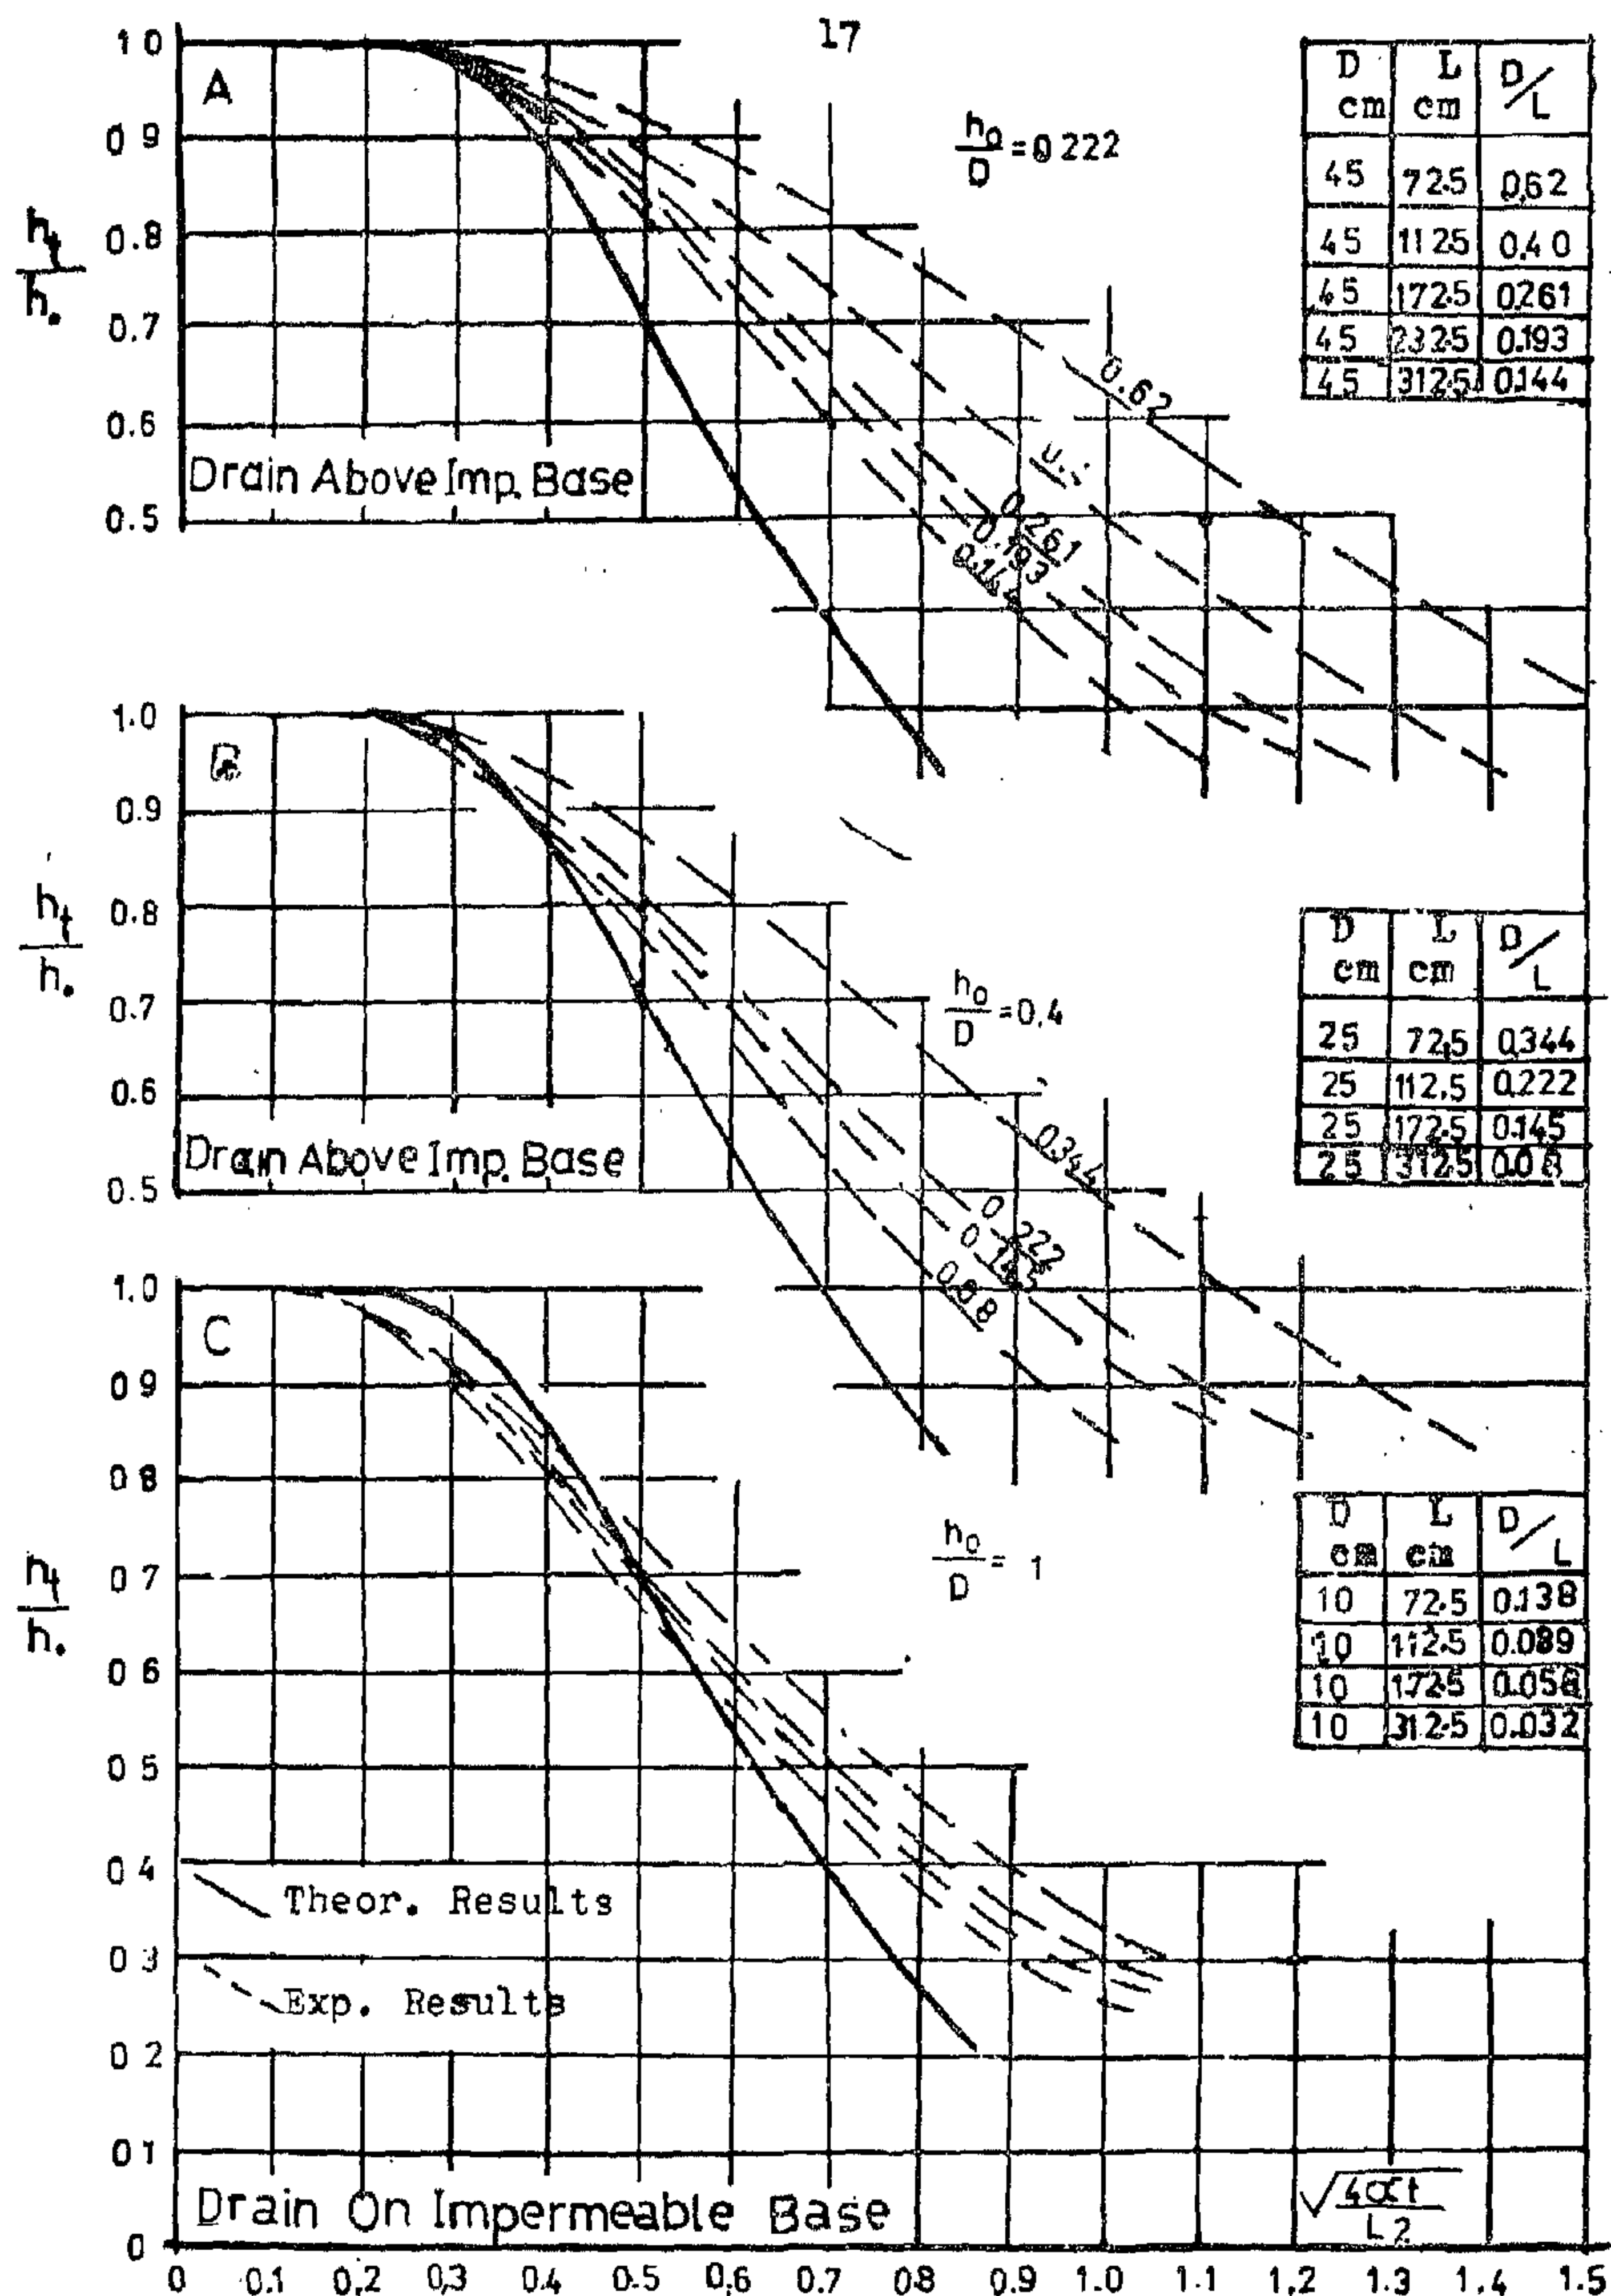 17
1 0
A
0 9
0.8
0.7
0.6
0.5
h_t
h.
h_0/D = 0 222
D cm L cm D/L
45 72.5 0.62
45 112 5 0.4 0
45 172.5 0.261
45 232.5 0.193
45 312.5 0.144
0.62
0.261
0.193
Drain Above Imp. Base
1.0
B
0.9
0.8
0.7
0.6
0.5
h_t
h.
h_0/D = 0.4
D cm L cm D/L
25 72.5 0.344
25 112.5 0.222
25 172.5 0.145
25 312.5 0.08
0.344
0.222
0.145
0.08
Drain Above Imp. Base
1.0
C
0 9
0 8
0 7
0 6
0 5
0 4
0 3
0 2
0 1
0
h_t
h.
h_0/D = 1
D cm L cm D/L
10 72.5 0.138
10 112.5 0.089
10 172.5 0.058
10 312.5 0.032
Theor. Results
Exp. Results
Drain On Impermeable Base
√4αt/L2
0 0.1 0.2 0.3 0.4 0.5 0.6 0.7 0.8 0.9 1.0 1.1 1.2 1.3 1.4 1.5